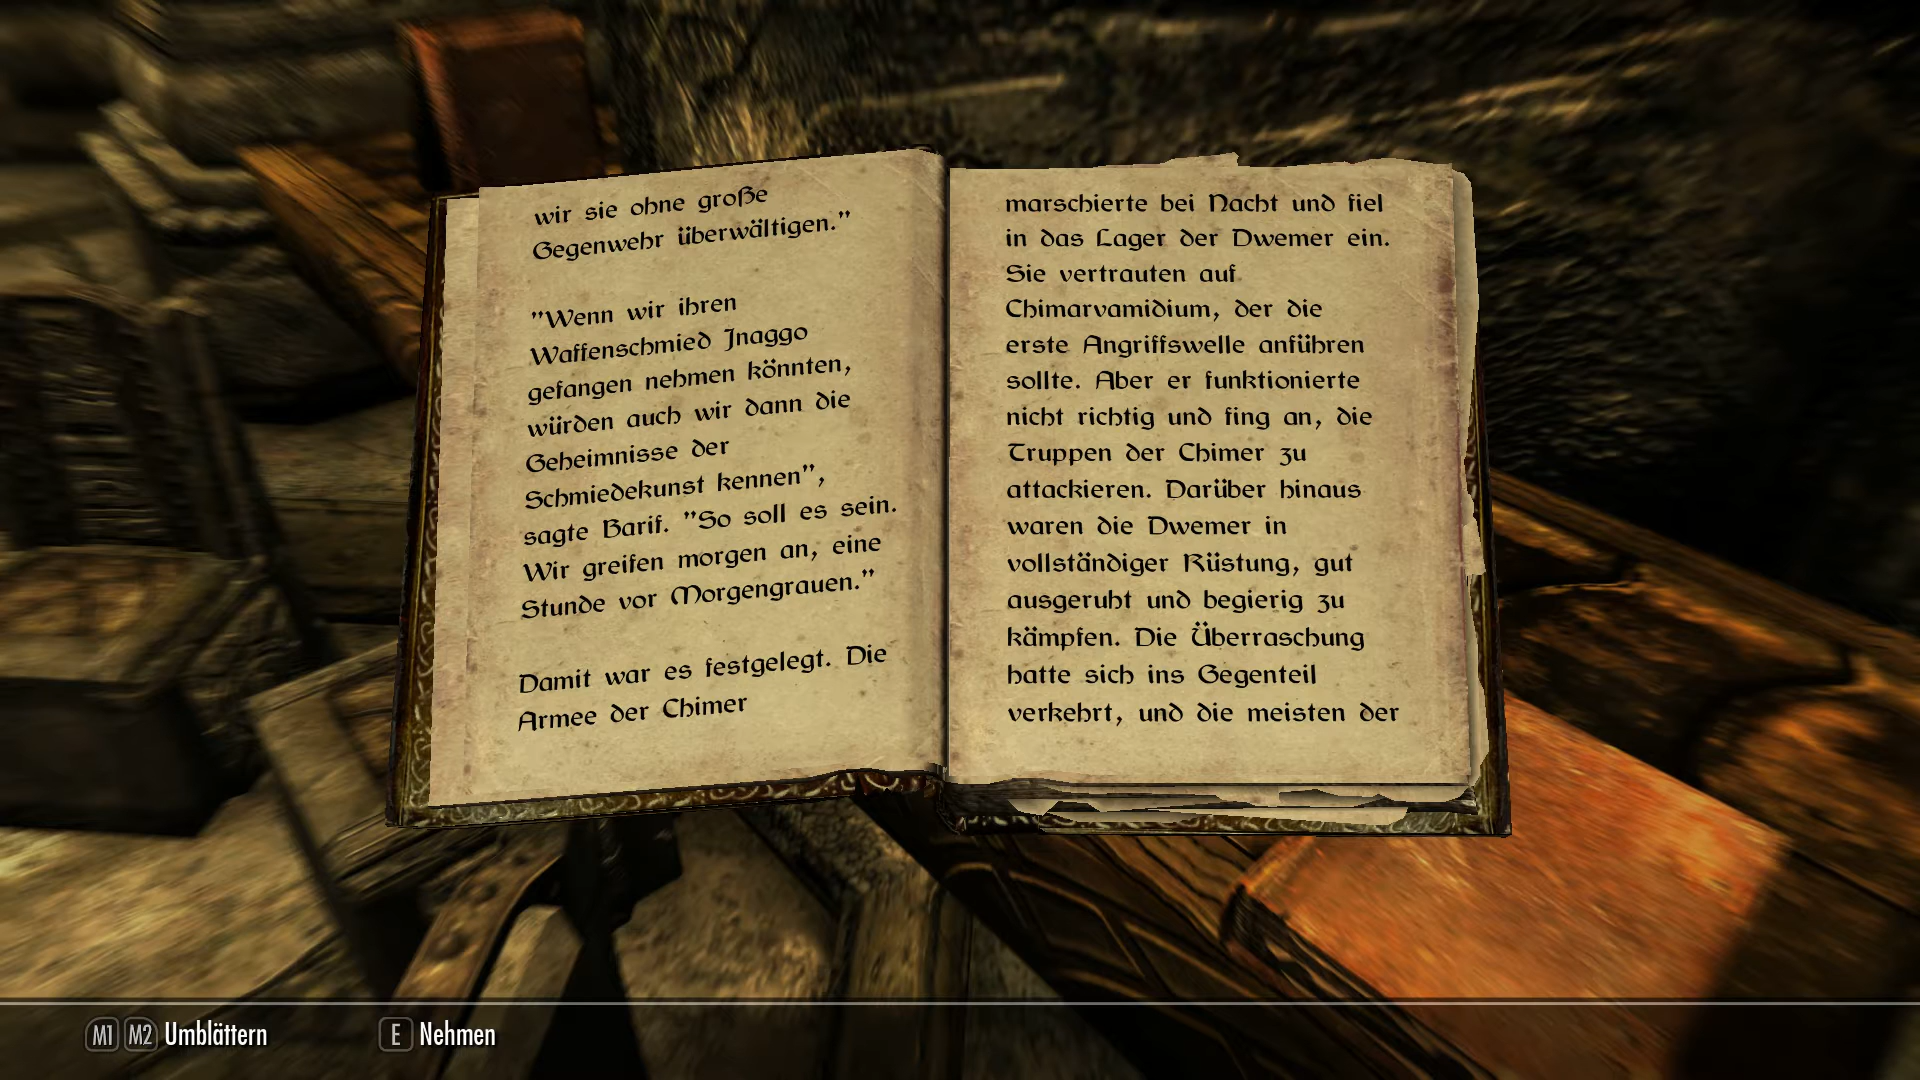 wir sie ohne große
Gegenwehr überwältigen."
"Wenn wir ihren
Waffenschmied Jnaggo
gefangen nehmen könnten,
würden auch wir dann die
Geheimnisse der
Schmiedekunst kennen",
sagte Barif. "So soll es sein.
Wir greifen morgen an, eine
Stunde vor Morgengrauen."
Damit war es festgelegt. Die
Armee der Chimer
marschierte bei Nacht und fiel
in das Lager der Dwemer ein.
Sie vertrauten auf
Chimarvamidium, der die
erste Angriffswelle anführen
sollte. Aber er funktionierte
nicht richtig und fing an, die
Truppen der Chimer zu
attackieren. Darüber hinaus
waren die Dwemer in
vollständiger Rüstung, gut
ausgeruht und begierig zu
kämpfen. Die Überraschung
hatte sich ins Gegenteil
verkehrt, und die meisten der
M1 M2 Umblättern
E Nehmen